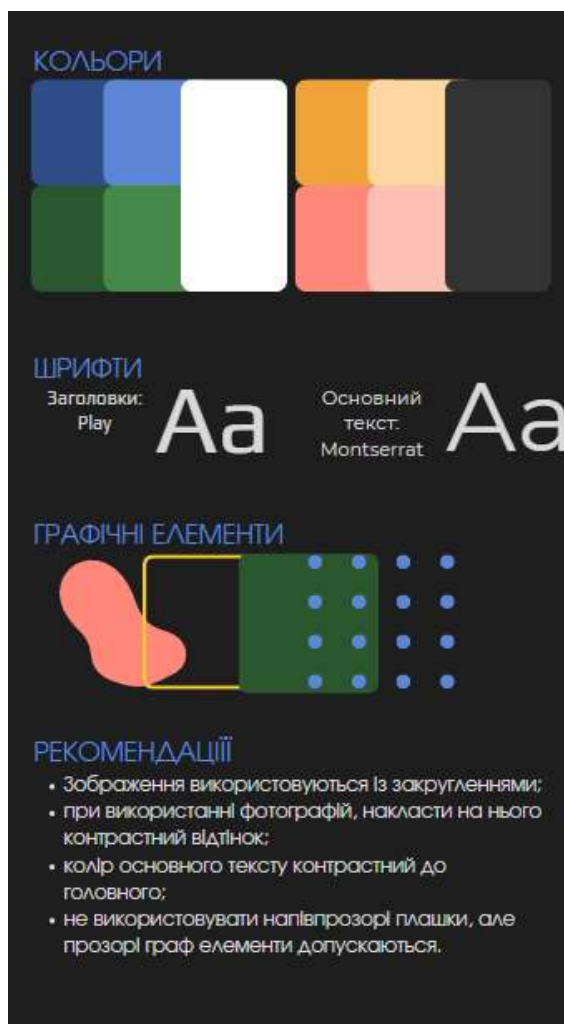 КОЛЬОРИ
ШРИФТИ
Заголовки:
Play
Aa
Основний
текст:
Montserrat
Aa
ГРАФІЧНІ ЕЛЕМЕНТИ
РЕКОМЕНДАЦІЇЇ
• Зображення використовуються із закругленнями;
• при використанні фотографій, накласти на нього
контрастний відтінок;
• колір основного тексту контрастний до
головного;
• не використовувати напівпрозорі плашки, але
прозорі граф елементи допускаються.